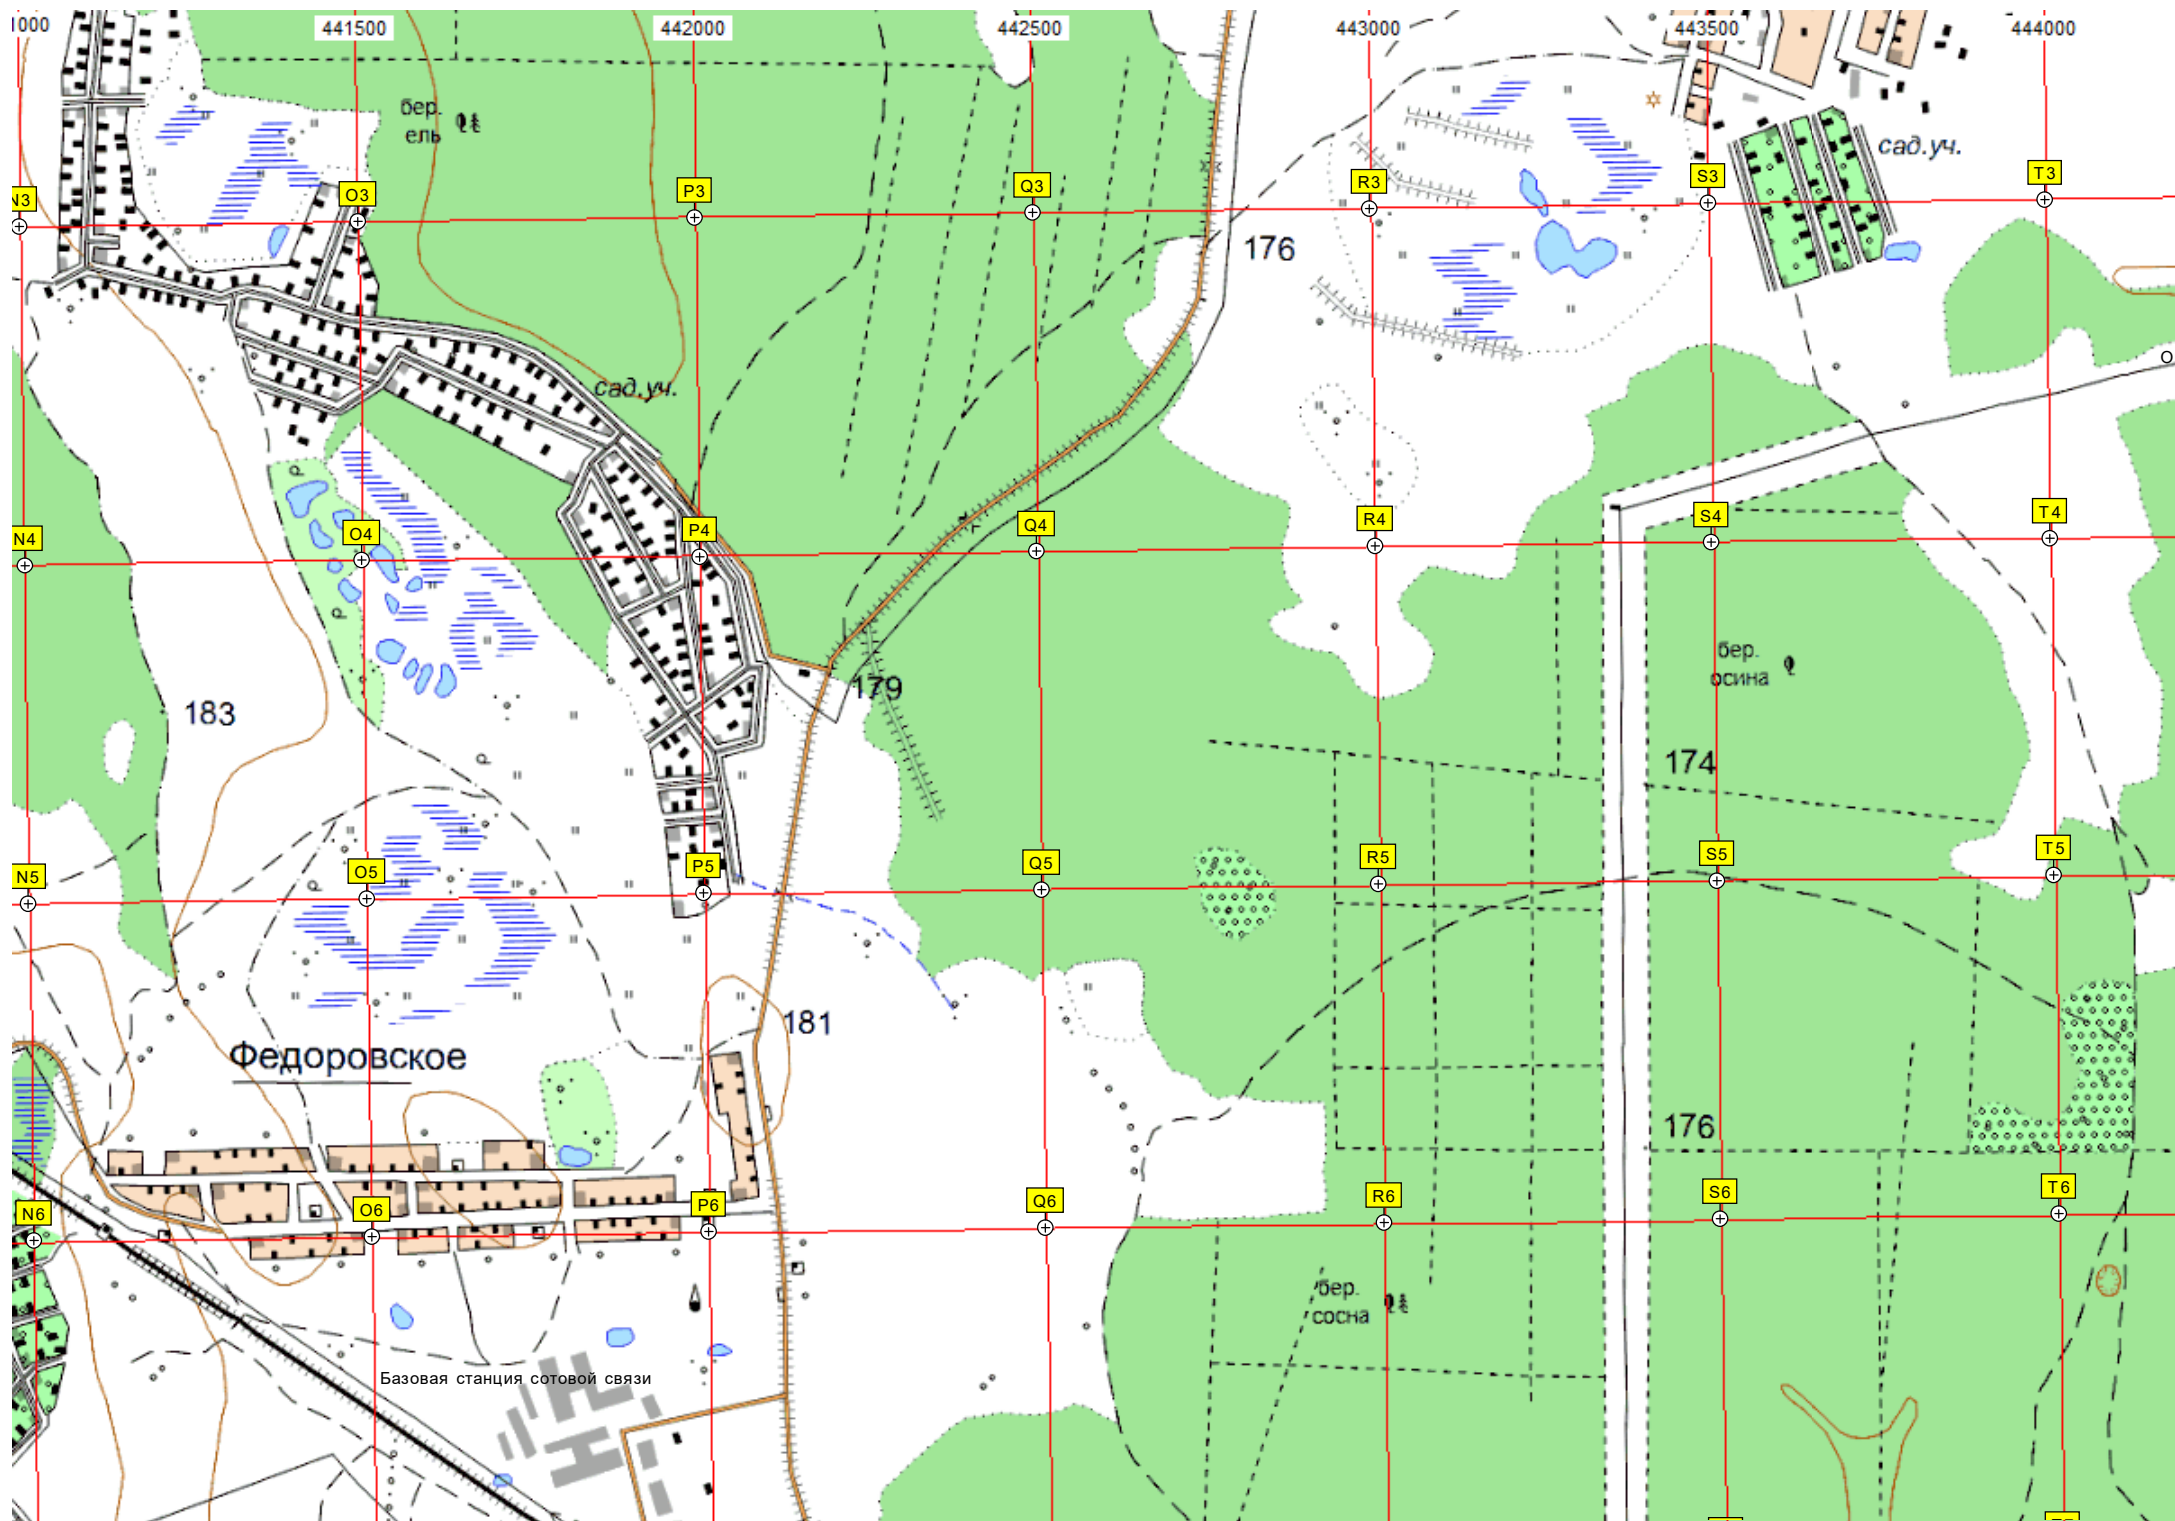 1000 441500 442000 442500 443000 443500 444000
бер.
ель
сад.уч.
N3 O3 P3 Q3 R3 S3 T3
176
О
сад.уч.
N4 O4 P4 Q4 R4 S4 T4
бер.
осина
179
183
174
N5 O5 P5 Q5 R5 S5 T5
181
Федоровское
176
N6 O6 P6 Q6 R6 S6 T6
бер.
сосна
Базовая станция сотовой связи